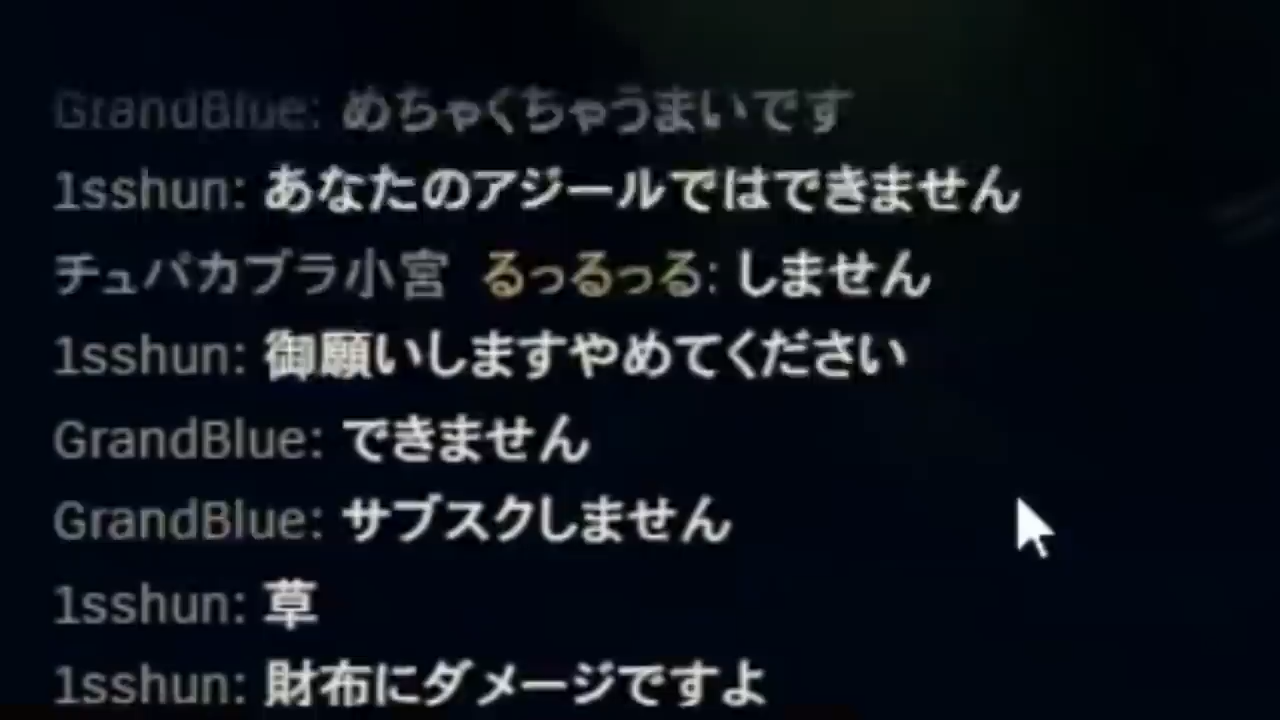 GrandBlue: めちゃくちゃうまいです
1sshun: あなたのアジールではできません
チュパカブラ小宮 るっるっる: しません
1sshun: 御願いしますやめてください
GrandBlue: できません
GrandBlue: サブスクしません
1sshun: 草
1sshun: 財布にダメージですよ